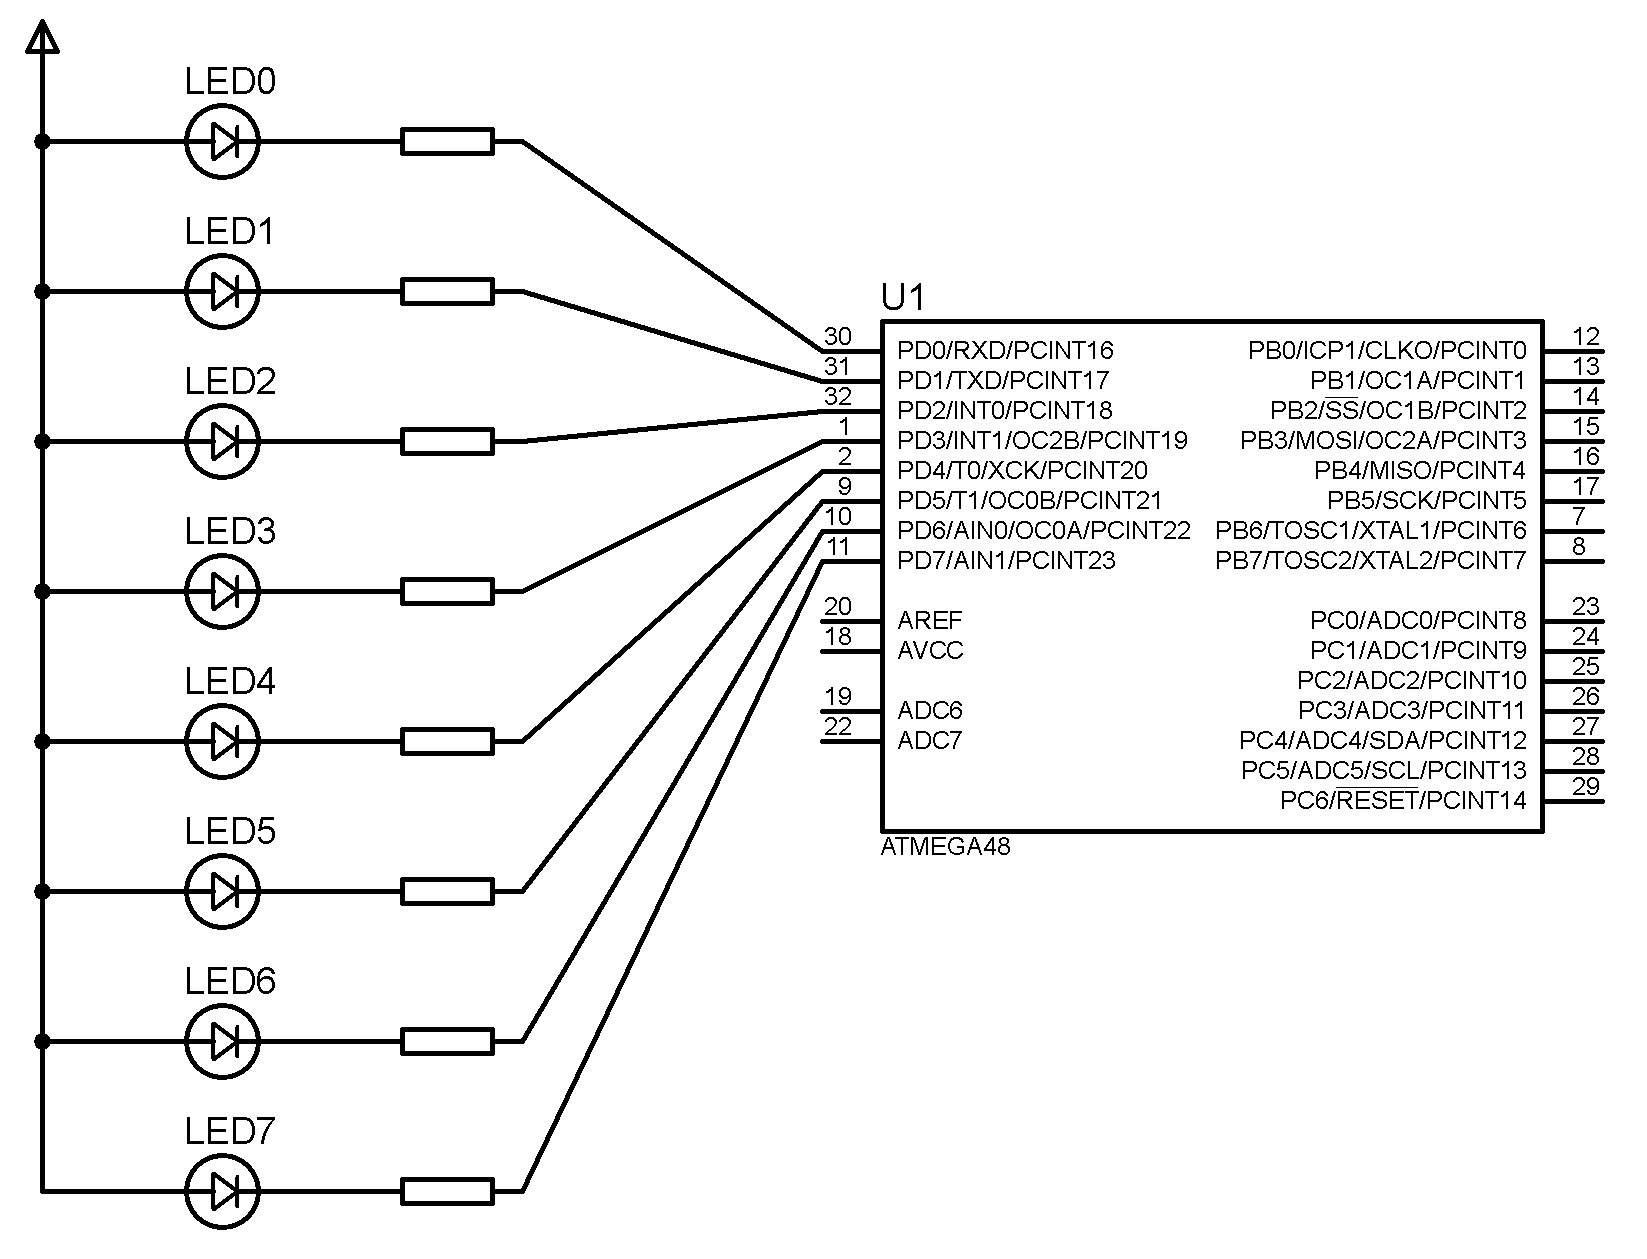 LED0
LED1
LED2
LED3
LED4
LED5
LED6
LED7
U1
30 PD0/RXD/PCINT16 PB0/ICP1/CLKO/PCINT0 12
31 PD1/TXD/PCINT17 PB1/OC1A/PCINT1 13
32 PD2/INT0/PCINT18 PB2/SS/OC1B/PCINT2 14
1 PD3/INT1/OC2B/PCINT19 PB3/MOSI/OC2A/PCINT3 15
2 PD4/T0/XCK/PCINT20 PB4/MISO/PCINT4 16
9 PD5/T1/OC0B/PCINT21 PB5/SCK/PCINT5 17
10 PD6/AIN0/OC0A/PCINT22 PB6/TOSC1/XTAL1/PCINT6 7
11 PD7/AIN1/PCINT23 PB7/TOSC2/XTAL2/PCINT7 8
20 AREF PC0/ADC0/PCINT8 23
18 AVCC PC1/ADC1/PCINT9 24
PC2/ADC2/PCINT10 25
19 ADC6 PC3/ADC3/PCINT11 26
22 ADC7 PC4/ADC4/SDA/PCINT12 27
PC5/ADC5/SCL/PCINT13 28
PC6/RESET/PCINT14 29
ATMEGA48